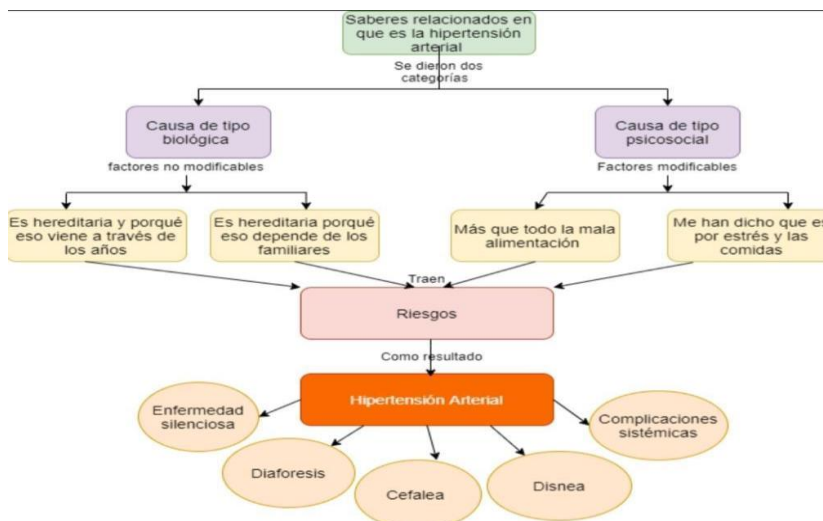 Saberes relacionados en
que es la hipertensión
arterial
Se dieron dos
categorías
Causa de tipo
biológica
Causa de tipo
psicosocial
factores no modificables
Factores modificables
Es hereditaria y porqué
eso viene a través de
los años
Es hereditaria porqué
eso depende de los
familiares
Más que todo la mala
alimentación
Me han dicho que es
por estrés y las
comidas
Traen
Riesgos
Como resultado
Hipertensión Arterial
Enfermedad
silenciosa
Complicaciones
sistémicas
Diaforesis
Cefalea
Disnea